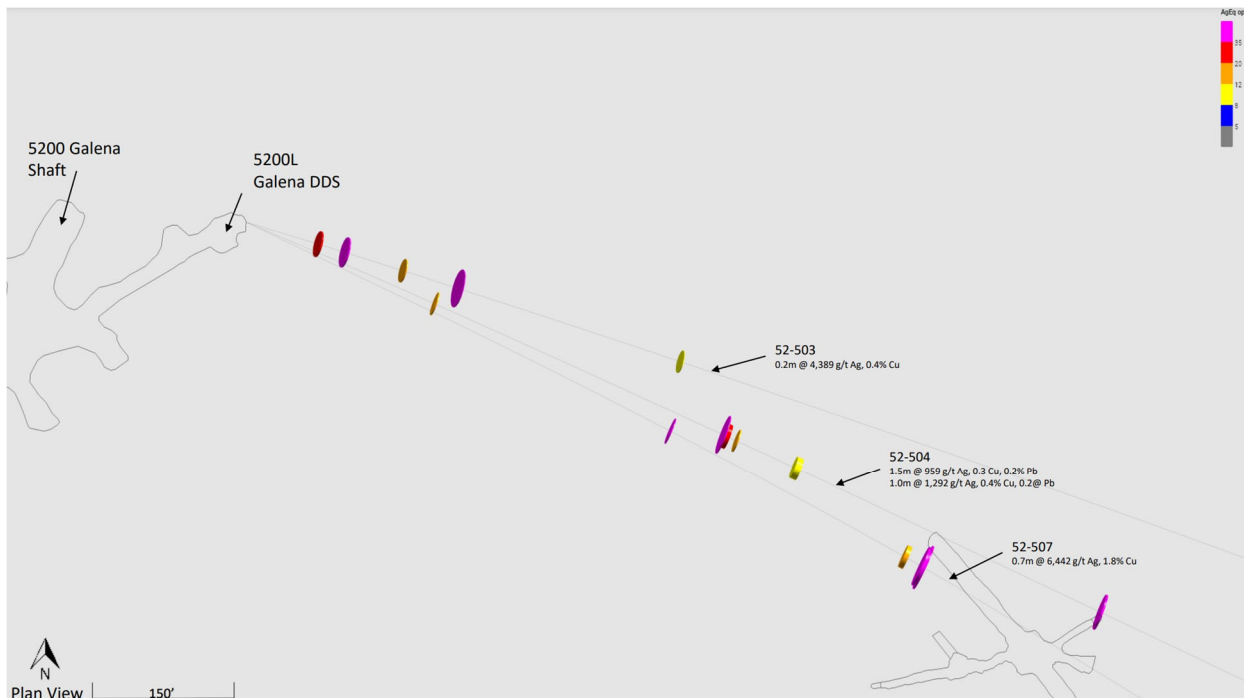 AgEq op
35
20
12
8
5
5200 Galena
Shaft
5200L
Galena DDS
52-503
0.2m @ 4,389 g/t Ag, 0.4% Cu
52-504
1.5m @ 959 g/t Ag, 0.3 Cu, 0.2% Pb
1.0m @ 1,292 g/t Ag, 0.4% Cu, 0.2@ Pb
52-507
0.7m @ 6,442 g/t Ag, 1.8% Cu
N
Plan View
150'